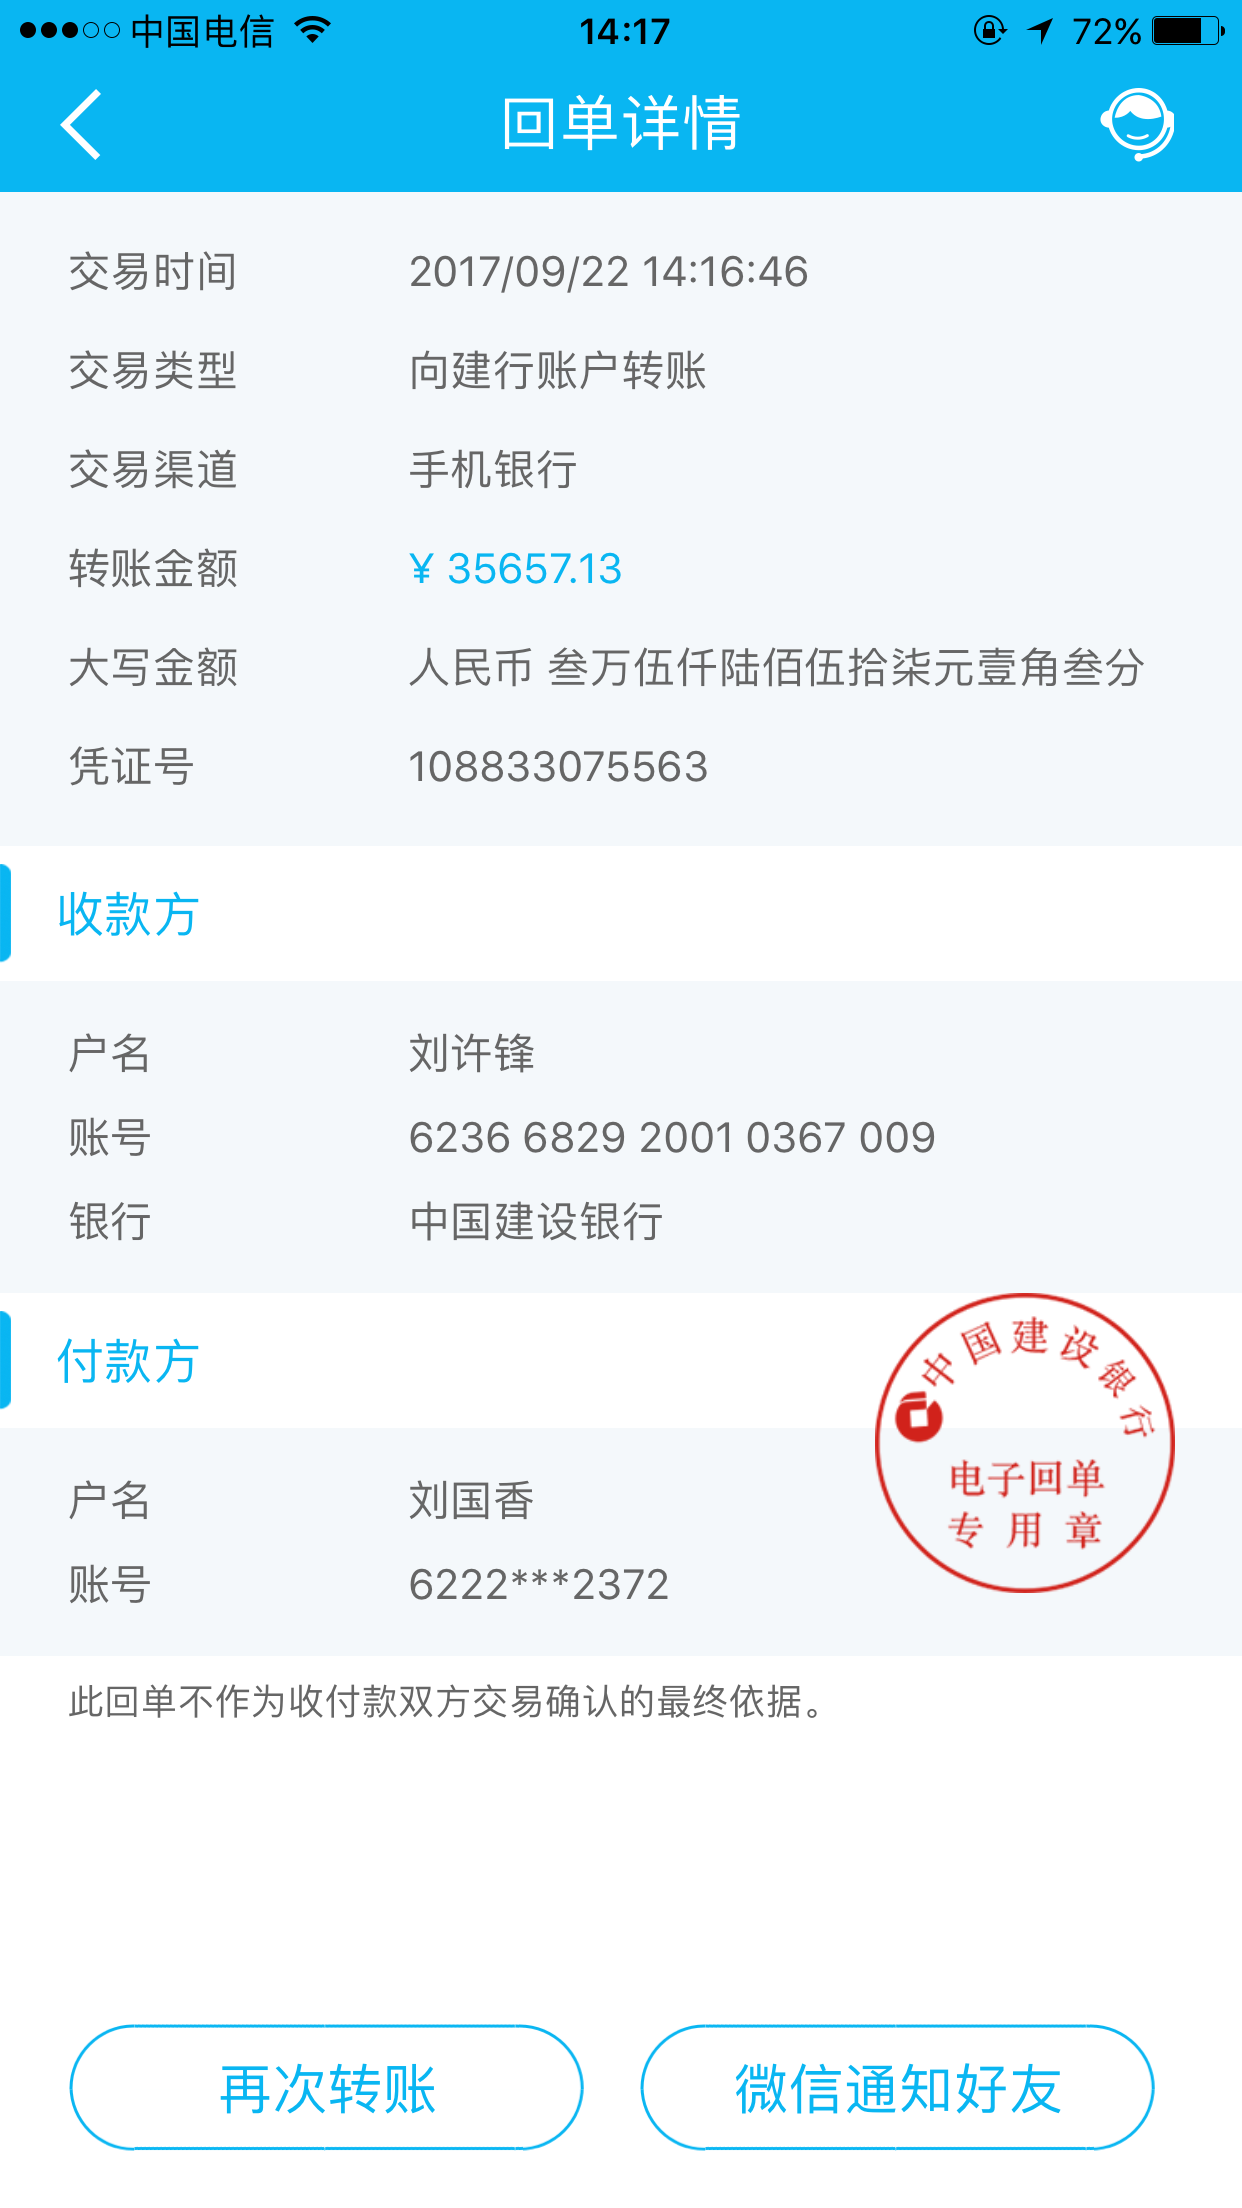 中国电信 14:17 72%
回单详情
交易时间 2017/09/22 14:16:46
交易类型 向建行账户转账
交易渠道 手机银行
转账金额 ¥ 35657.13
大写金额 人民币 叁万伍仟陆佰伍拾柒元壹角叁分
凭证号 108833075563
收款方
户名 刘许锋
账号 6236 6829 2001 0367 009
银行 中国建设银行
付款方
中国建设银行
电子回单
专用章
户名 刘国香
账号 6222***2372
此回单不作为收付款双方交易确认的最终依据。
再次转账 微信通知好友